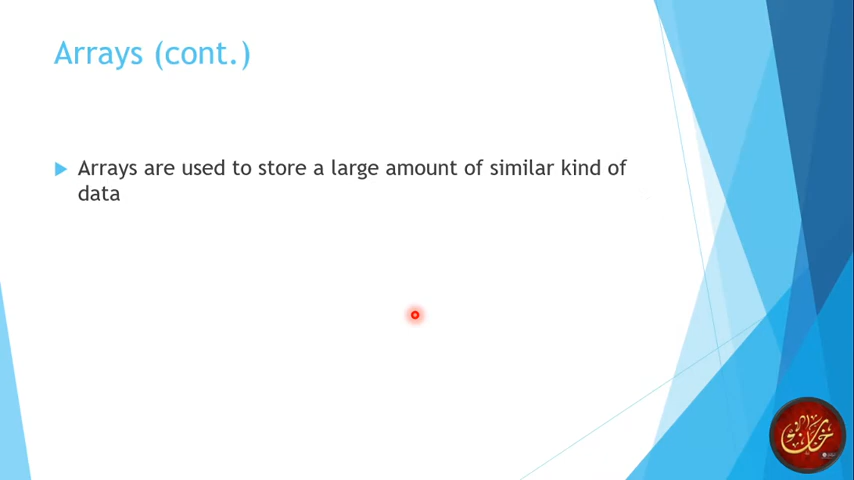 Arrays (cont.)
Arrays are used to store a large amount of similar kind of
data